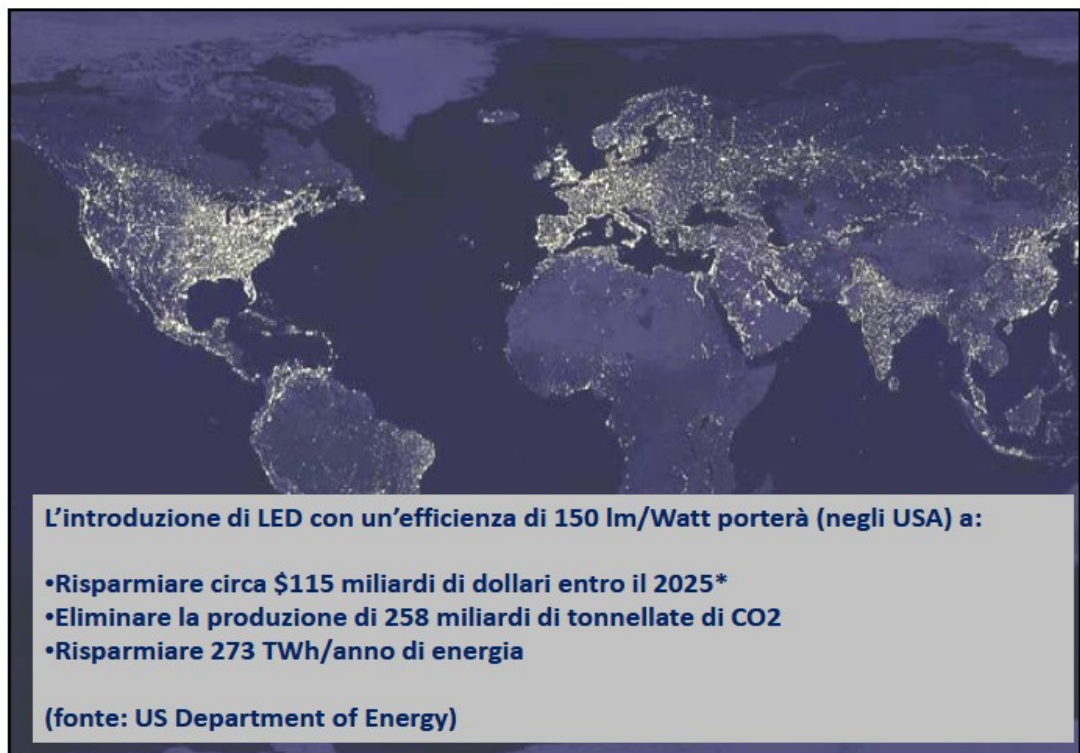 L’introduzione di LED con un’efficienza di 150 lm/Watt porterà (negli USA) a:
•Risparmiare circa $115 miliardi di dollari entro il 2025*
•Eliminare la produzione di 258 miliardi di tonnellate di CO2
•Risparmiare 273 TWh/anno di energia
(fonte: US Department of Energy)